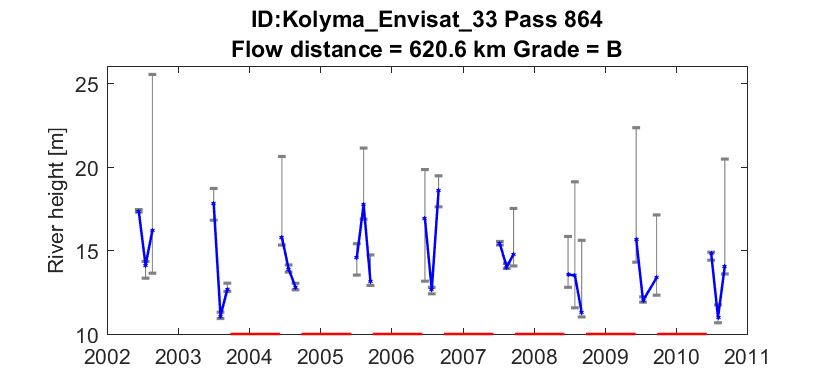 ID:Kolyma_Envisat_33 Pass 864
Flow distance = 620.6 km Grade = B
River height [m]
25
20
15
10
2002 2003 2004 2005 2006 2007 2008 2009 2010 2011